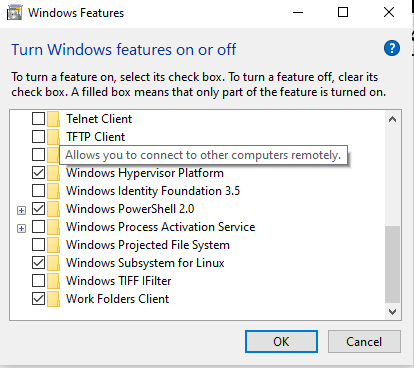 Windows Features
Turn Windows features on or off
To turn a feature on, select its check box. To turn a feature off, clear its
check box. A filled box means that only part of the feature is turned on.
Telnet Client
TFTP Client
Allows you to connect to other computers remotely.
Windows Hypervisor Platform
Windows Identity Foundation 3.5
Windows PowerShell 2.0
Windows Process Activation Service
Windows Projected File System
Windows Subsystem for Linux
Windows TIFF IFilter
Work Folders Client
OK
Cancel